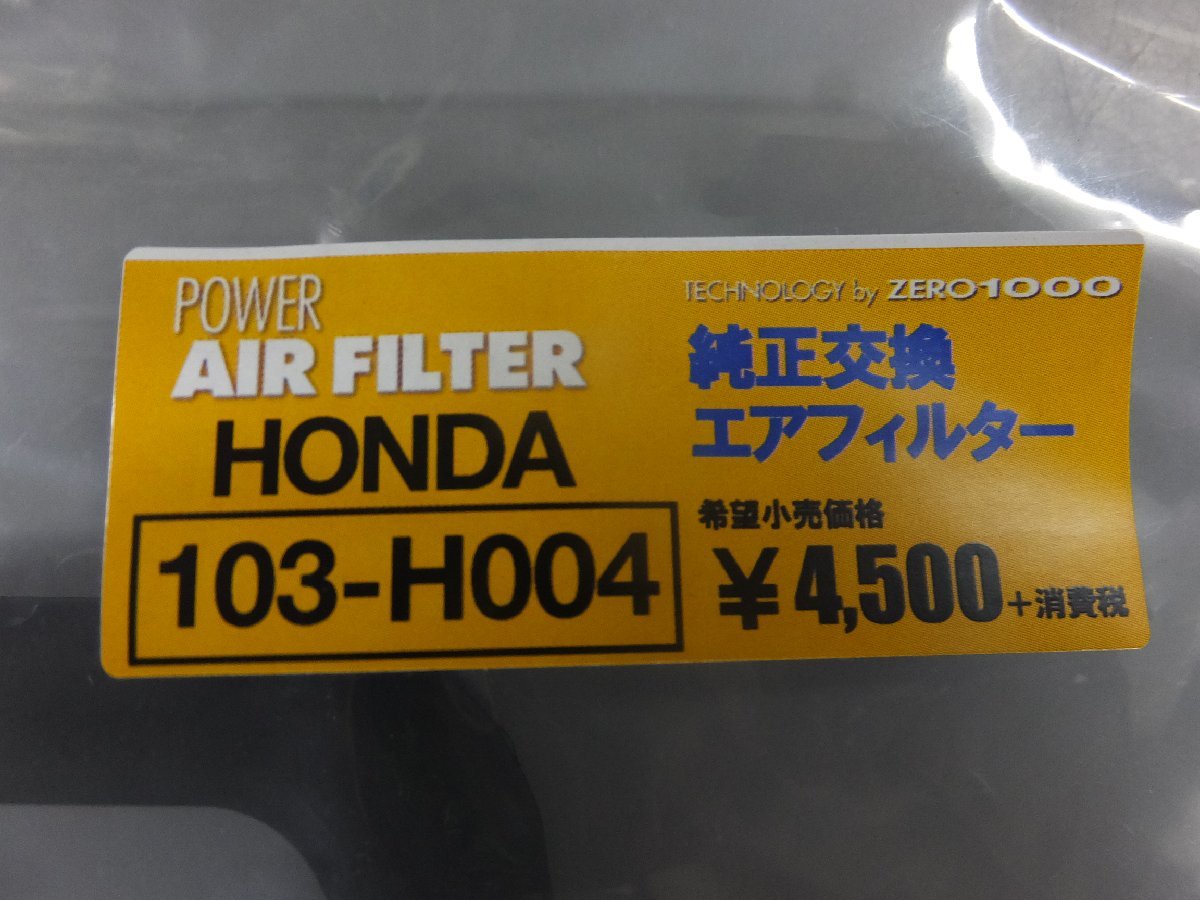 POWER
AIR FILTER
HONDA
103-H004
TECHNOLOGY by ZERO1000
純正交換
エアフィルター
希望小売価格
¥4,500+消費税